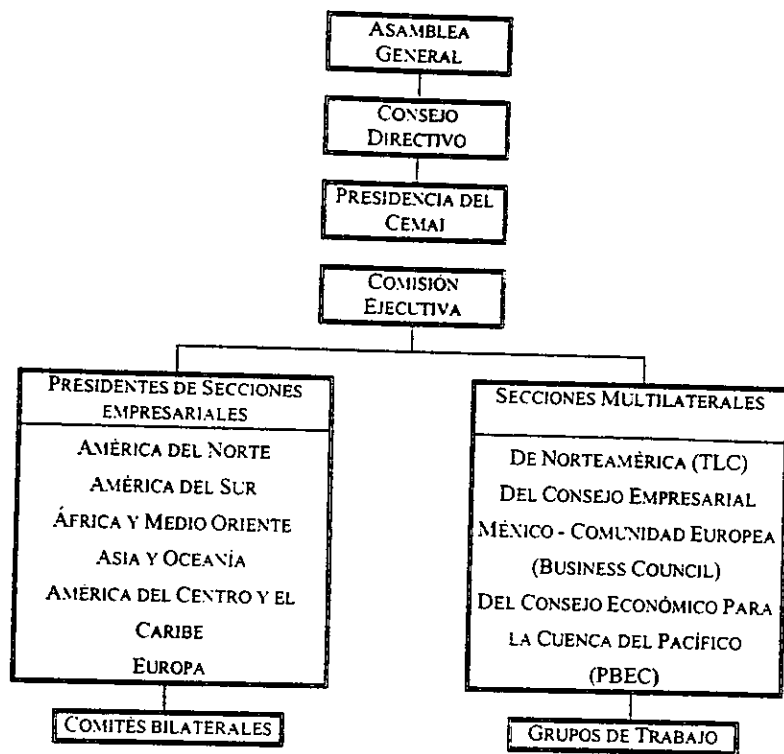 ASAMBLEA
GENERAL
CONSEJO
DIRECTIVO
PRESIDENCIA DEL
CEMAI
COMISIÓN
EJECUTIVA
PRESIDENTES DE SECCIONES
EMPRESARIALES
AMÉRICA DEL NORTE
AMÉRICA DEL SUR
ÁFRICA Y MEDIO ORIENTE
ASIA Y OCEANÍA
AMÉRICA DEL CENTRO Y EL
CARIBE
EUROPA
COMITÉS BILATERALES
SECCIONES MULTILATERALES
DE NORTEAMÉRICA (TLC)
DEL CONSEJO EMPRESARIAL
MÉXICO - COMUNIDAD EUROPEA
(BUSINESS COUNCIL)
DEL CONSEJO ECONÓMICO PARA
LA CUENCA DEL PACÍFICO
(PBEC)
GRUPOS DE TRABAJO